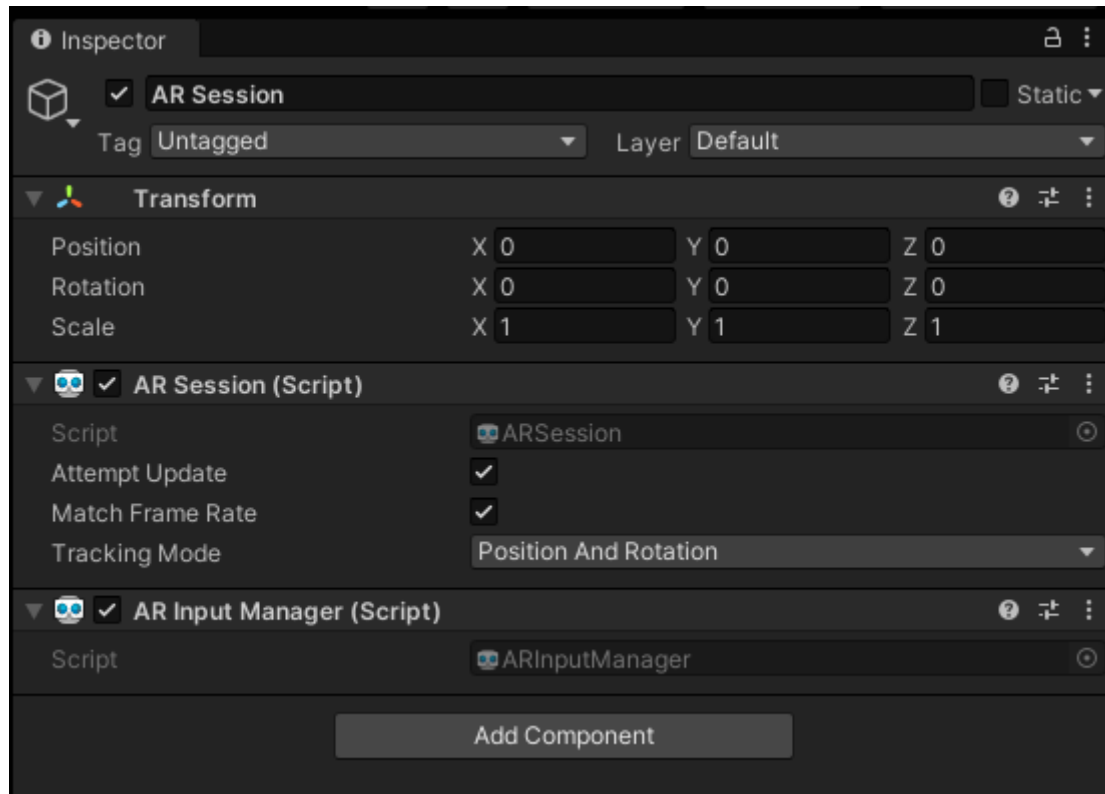 Inspector
AR Session Static
Tag Untagged Layer Default
Transform
Position X 0 Y 0 Z 0
Rotation X 0 Y 0 Z 0
Scale X 1 Y 1 Z 1
AR Session (Script)
Script ARSession
Attempt Update
Match Frame Rate
Tracking Mode Position And Rotation
AR Input Manager (Script)
Script ARInputManager
Add Component